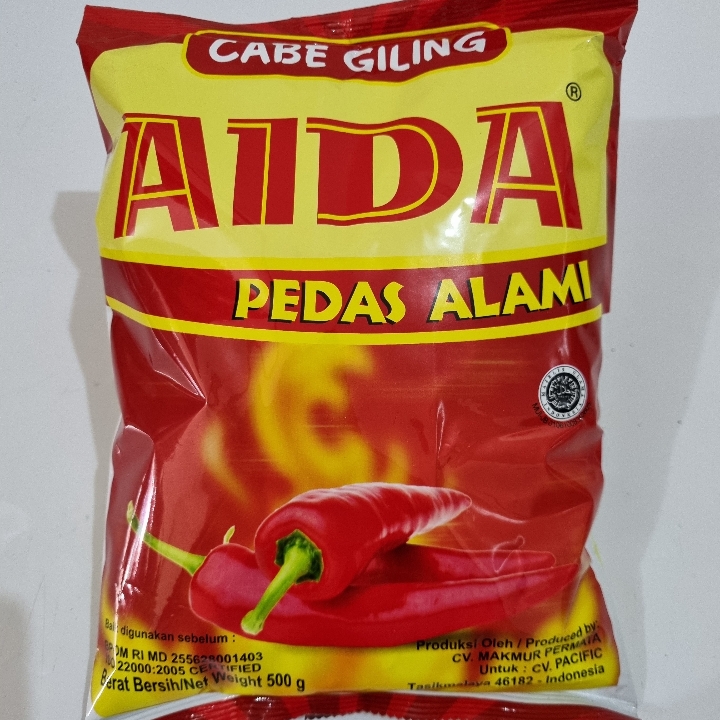 CABE GILING
AIDA
®
PEDAS ALAMI
digunakan sebelum :
RI MD 255628001403
22000:2005 CERTIFIED
Berat Bersih/Net Weight 500 g
Produksi Oleh / Produced by:
CV. MAKMUR PERMATA
Untuk : CV. PACIFIC
Tasikmalaya 46182 - Indonesia